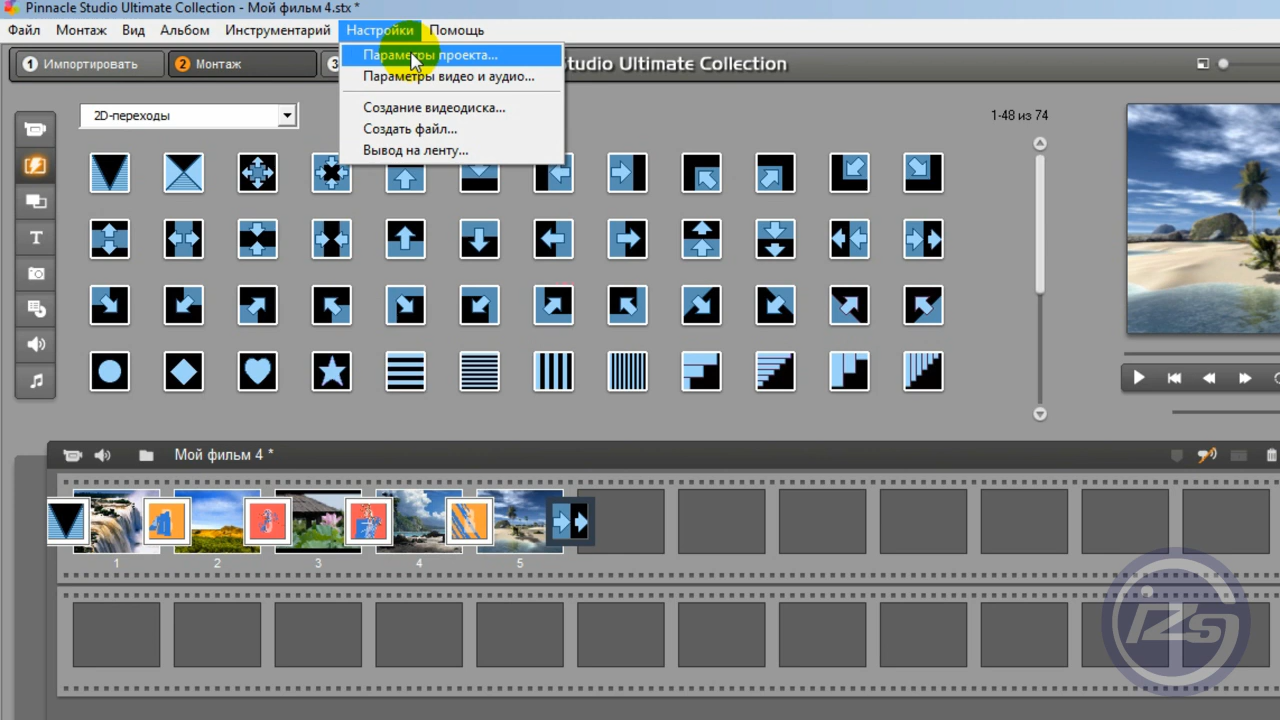 Pinnacle Studio Ultimate Collection - Мой фильм 4.stx *
Файл Монтаж Вид Альбом Инструментарий Настройки Помощь
1 Импортировать 2 Монтаж 3
Studio Ultimate Collection
Параметры проекта...
Параметры видео и аудио...
Создание видеодиска...
Создать файл...
Вывод на ленту...
2D-переходы
1-48 из 74
T
Мой фильм 4 *
1 2 3 4 5
izs